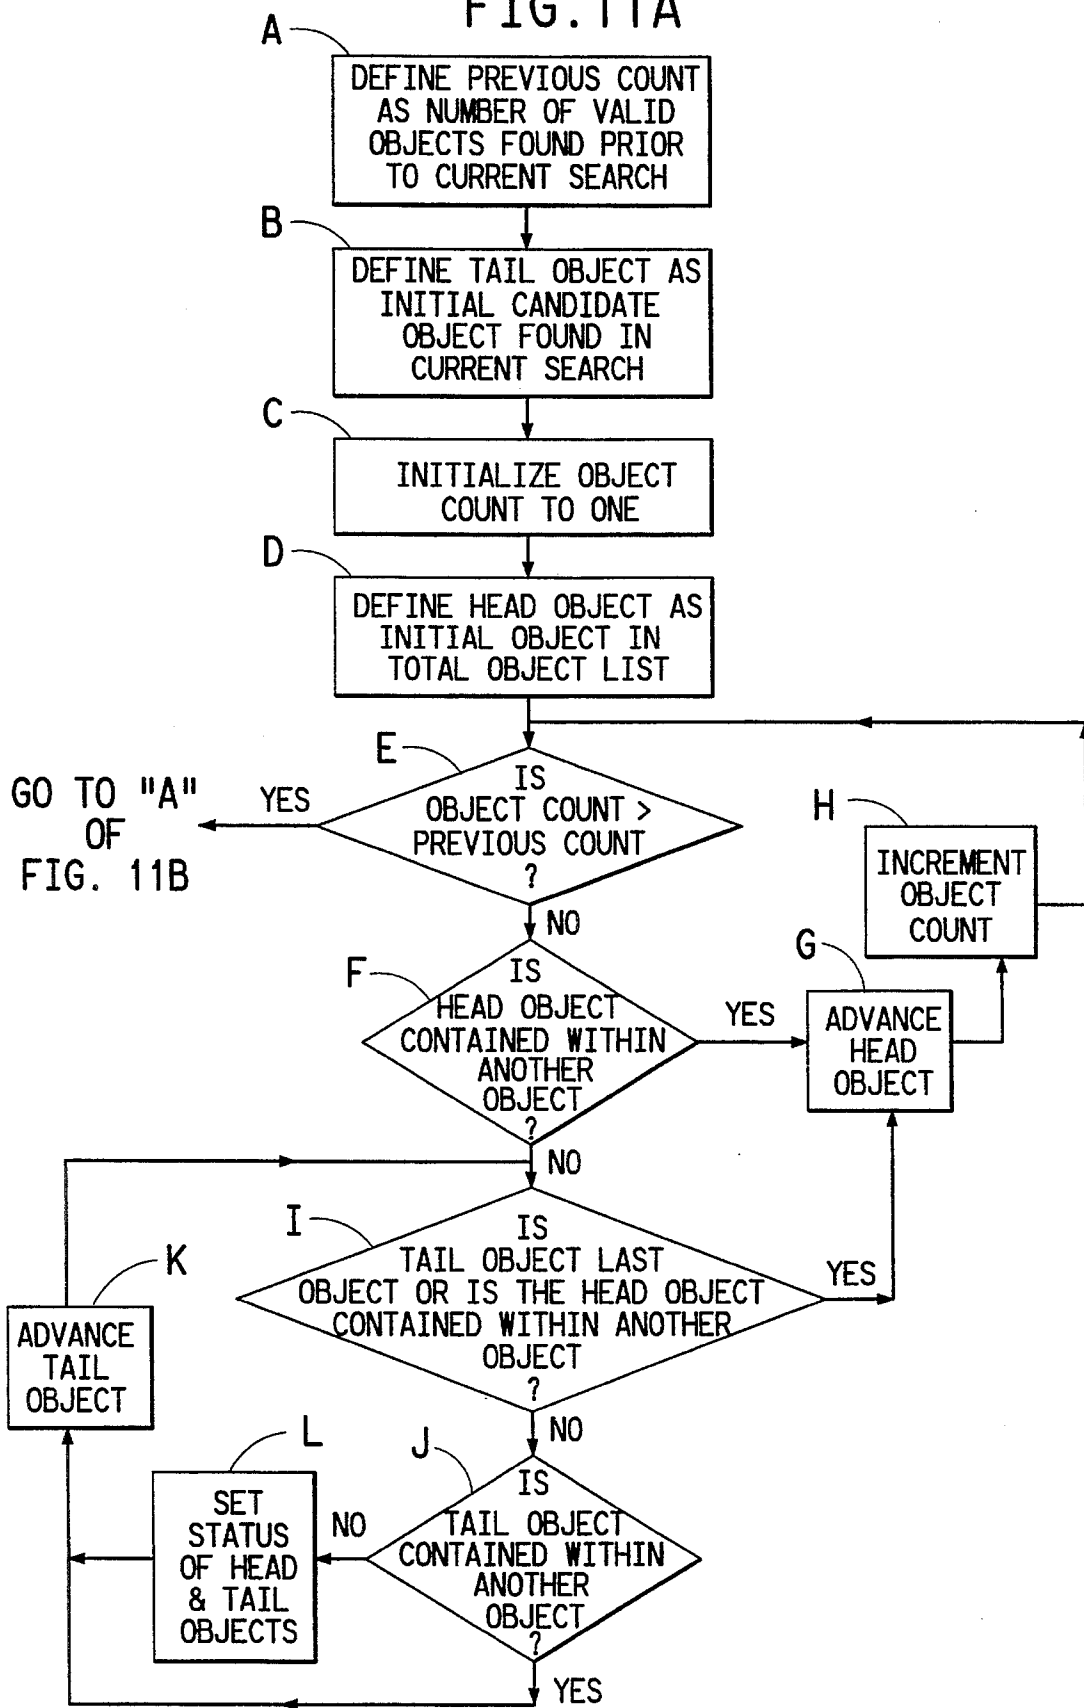 FIG. 11A
A
DEFINE PREVIOUS COUNT
AS NUMBER OF VALID
OBJECTS FOUND PRIOR
TO CURRENT SEARCH
B
DEFINE TAIL OBJECT AS
INITIAL CANDIDATE
OBJECT FOUND IN
CURRENT SEARCH
C
INITIALIZE OBJECT
COUNT TO ONE
D
DEFINE HEAD OBJECT AS
INITIAL OBJECT IN
TOTAL OBJECT LIST
E
IS
OBJECT COUNT >
PREVIOUS COUNT
?
YES
GO TO "A"
OF
FIG. 11B
NO
F
IS
HEAD OBJECT
CONTAINED WITHIN
ANOTHER
OBJECT
?
YES
G
ADVANCE
HEAD
OBJECT
H
INCREMENT
OBJECT
COUNT
NO
I
IS
TAIL OBJECT LAST
OBJECT OR IS THE HEAD OBJECT
CONTAINED WITHIN ANOTHER
OBJECT
?
YES
NO
J
IS
TAIL OBJECT
CONTAINED WITHIN
ANOTHER
OBJECT
?
NO
YES
L
SET
STATUS
OF HEAD
& TAIL
OBJECTS
K
ADVANCE
TAIL
OBJECT